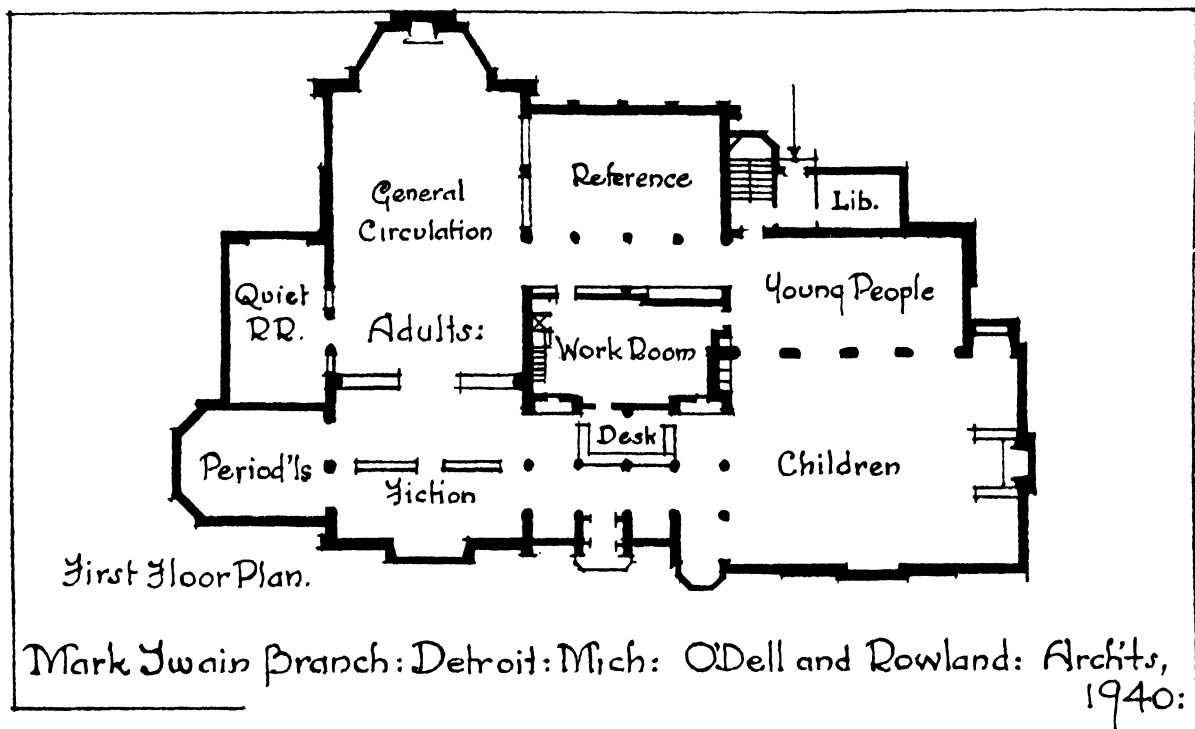 General
Circulation
Reference
Lib.
Quiet
R.R.
Adults:
Work Room
Young People
Desk
Period'ls
Fiction
Children
First Floor Plan.
Mark Twain Branch: Detroit: Mich: O'Dell and Rowland: Arch'ts,
1940: